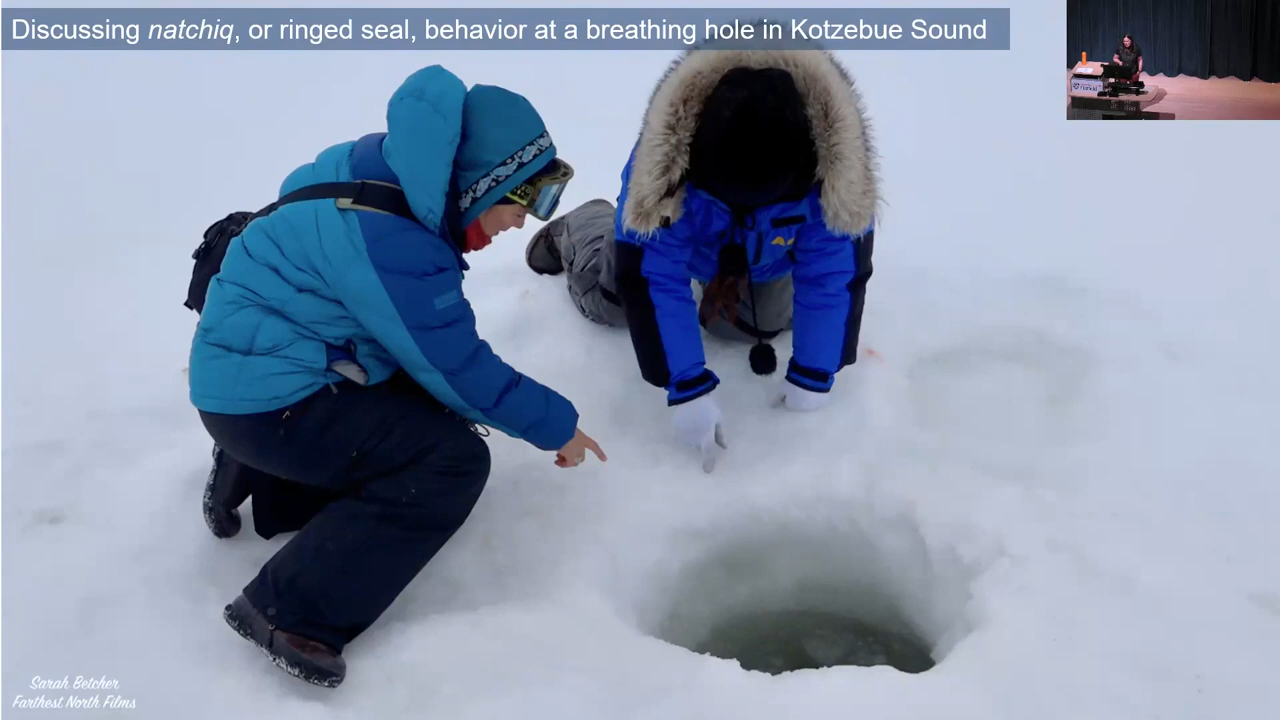 Discussing natchiq, or ringed seal, behavior at a breathing hole in Kotzebue Sound
Sarah Betcher
Farthest North Films